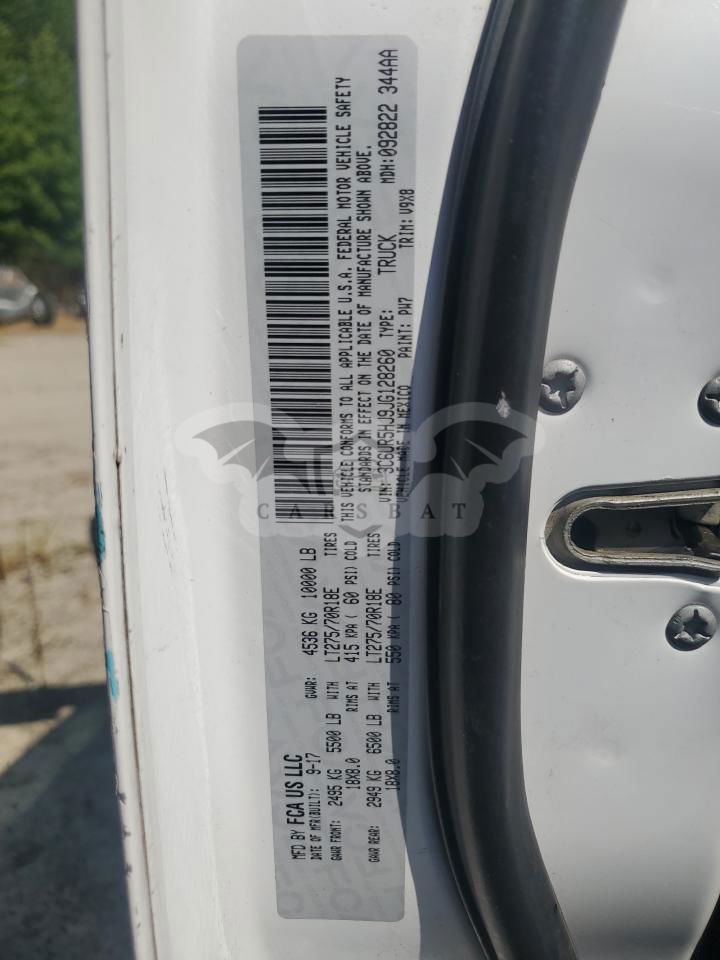 MFD BY FCA US LLC
DATE OF MFR(BUILT): 9-17 GVWR: 4536 KG 10000 LB
GAWR FRONT: 2495 KG 5500 LB WITH LT275/70R18E TIRES
18X8.0 RIMS AT 415 KPA ( 60 PSI) COLD
GAWR REAR: 2949 KG 6500 LB WITH LT275/70R18E TIRES
18X8.0 RIMS AT 550 KPA ( 80 PSI) COLD
THIS VEHICLE CONFORMS TO ALL APPLICABLE U.S.A. FEDERAL MOTOR VEHICLE SAFETY
STANDARDS IN EFFECT ON THE DATE OF MANUFACTURE SHOWN ABOVE.
VIN: 3C6UR5HJ9JG128260 TYPE: TRUCK MDH:092822 344AA
VEHICLE MADE IN MEXICO PAINT: PW7 TRIM: V9X8
CARSBAT